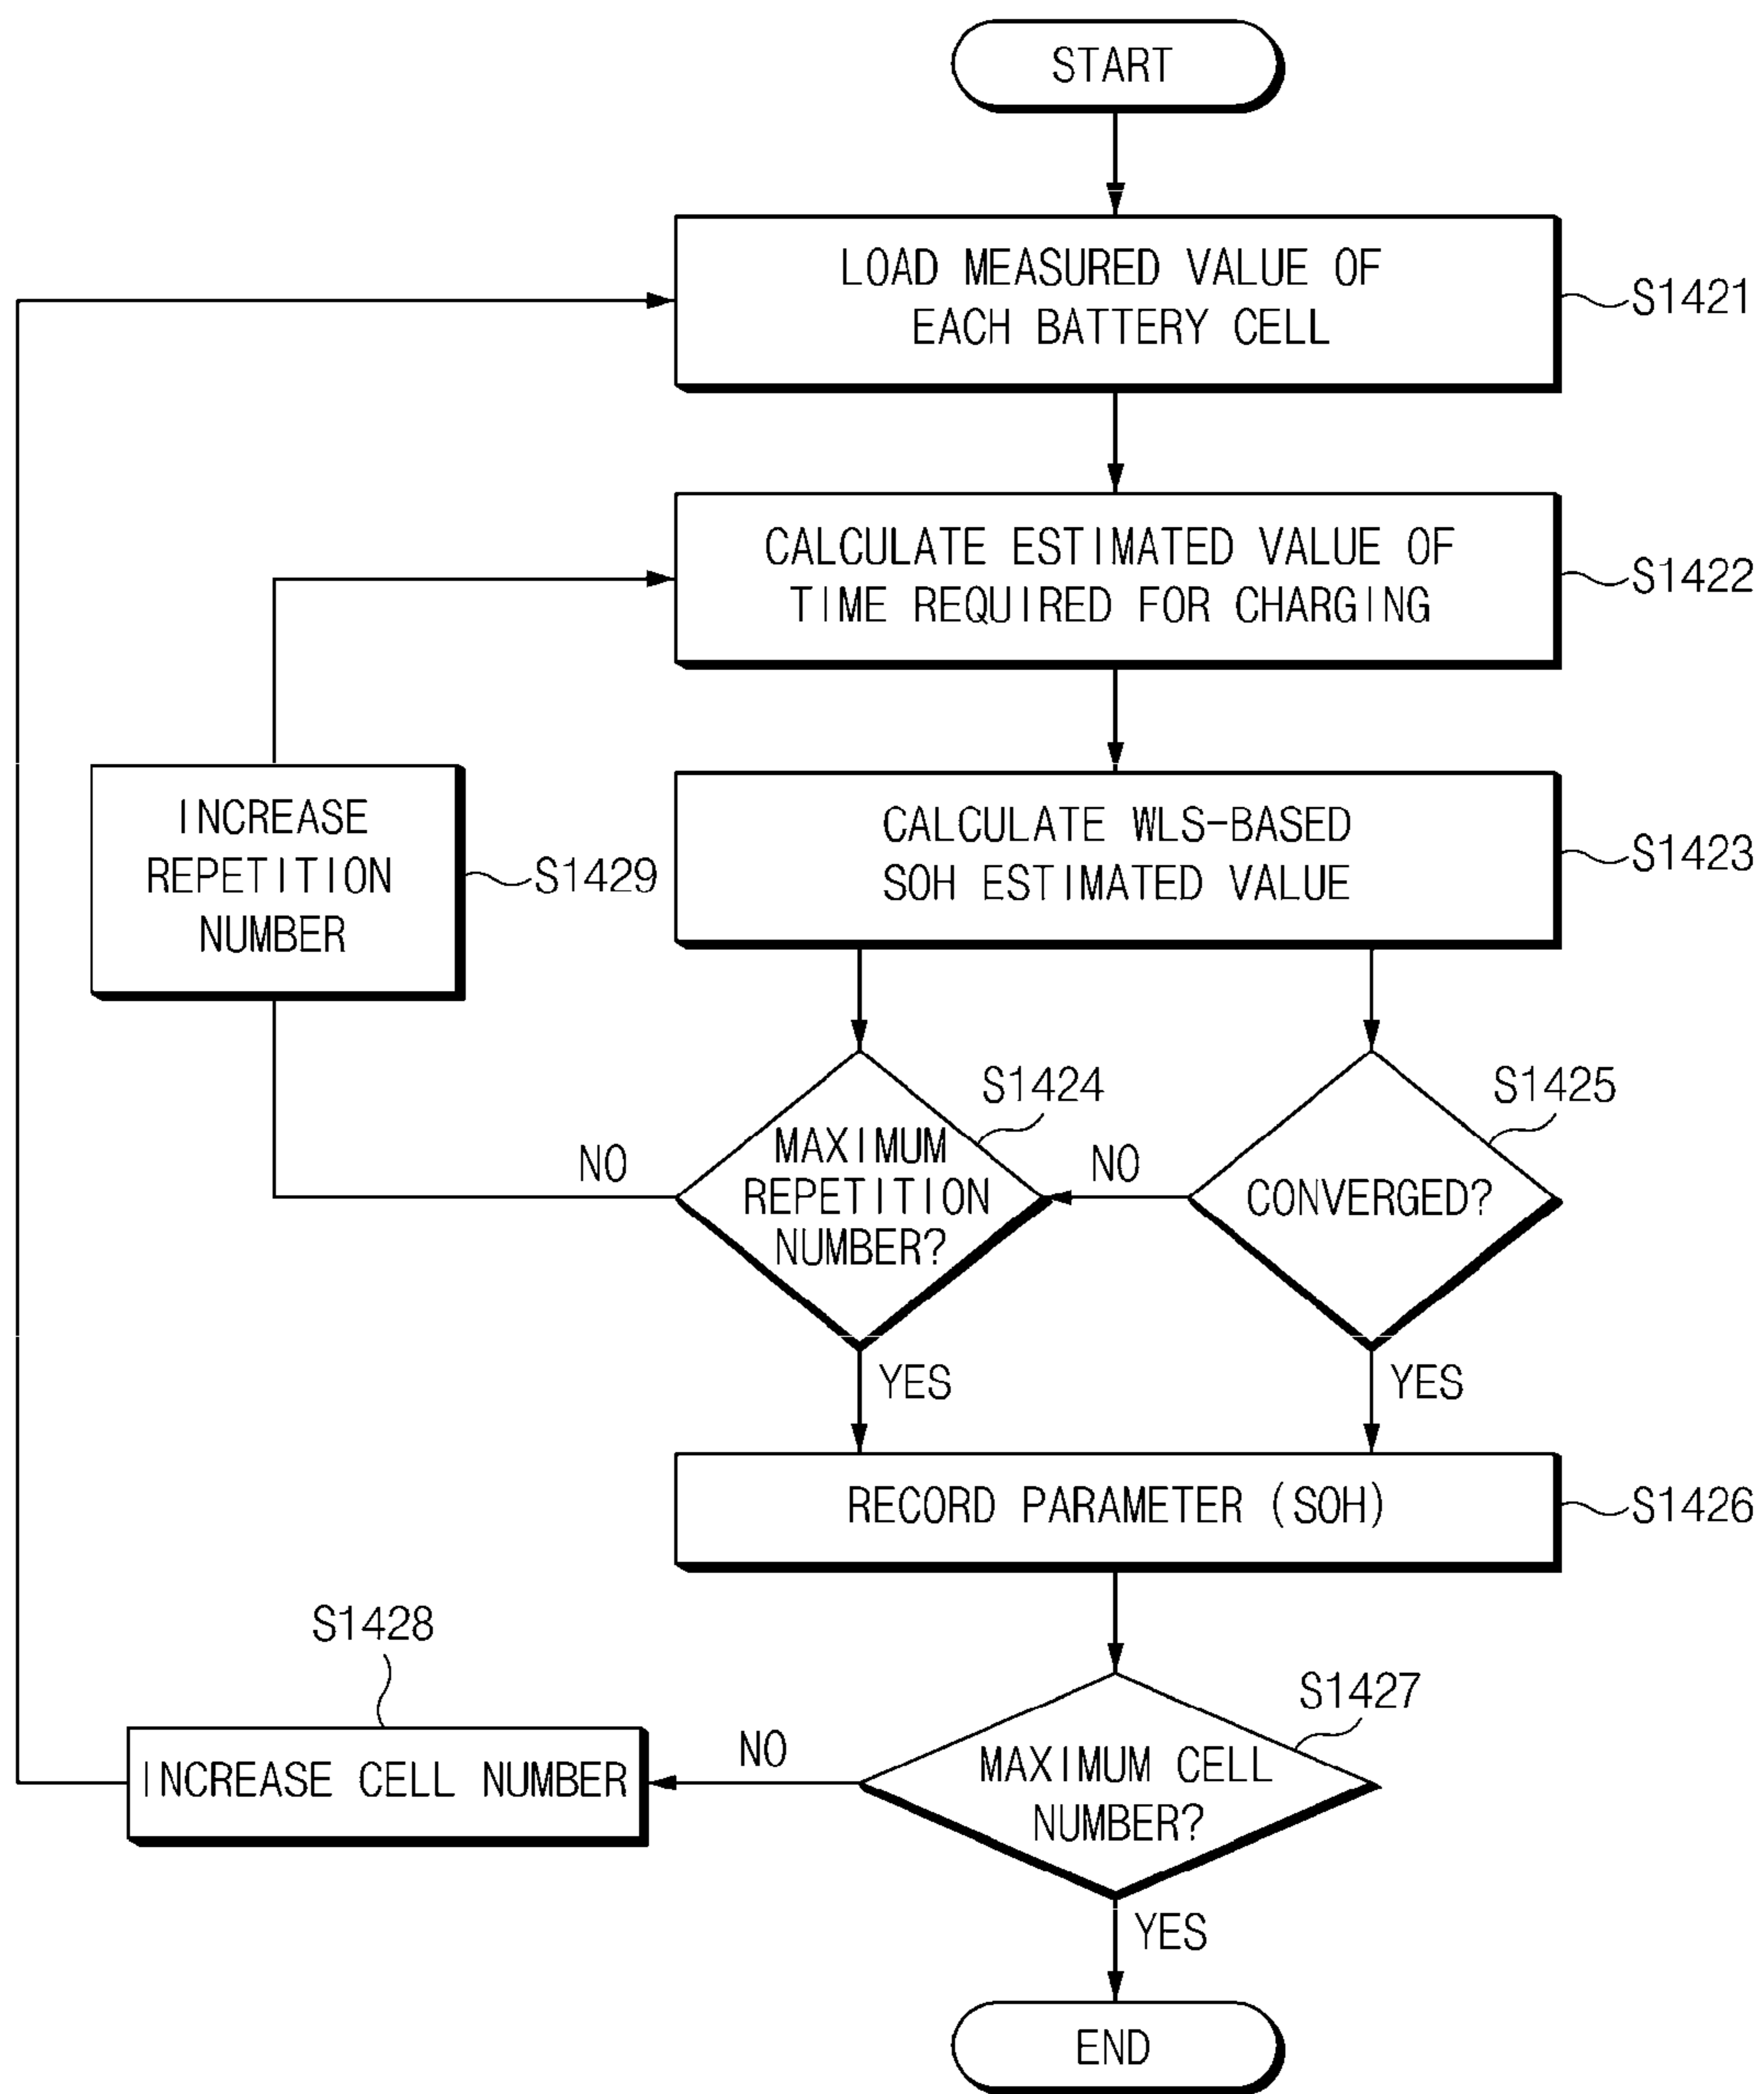 START
LOAD MEASURED VALUE OF
EACH BATTERY CELL
S1421
CALCULATE ESTIMATED VALUE OF
TIME REQUIRED FOR CHARGING
S1422
INCREASE
REPETITION
NUMBER
S1429
CALCULATE WLS-BASED
SOH ESTIMATED VALUE
S1423
S1424
S1425
NO
MAXIMUM
REPETITION
NUMBER?
NO
CONVERGED?
YES
YES
RECORD PARAMETER (SOH)
S1426
S1428
S1427
INCREASE CELL NUMBER
NO
MAXIMUM CELL
NUMBER?
YES
END